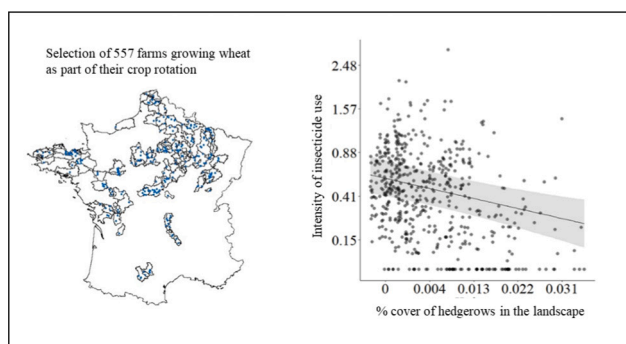 Selection of 557 farms growing wheat
as part of their crop rotation
Intensity of insecticide use
2.48
1.57
0.88
0.41
0.15
0 0.004 0.013 0.022 0.031
% cover of hedgerows in the landscape